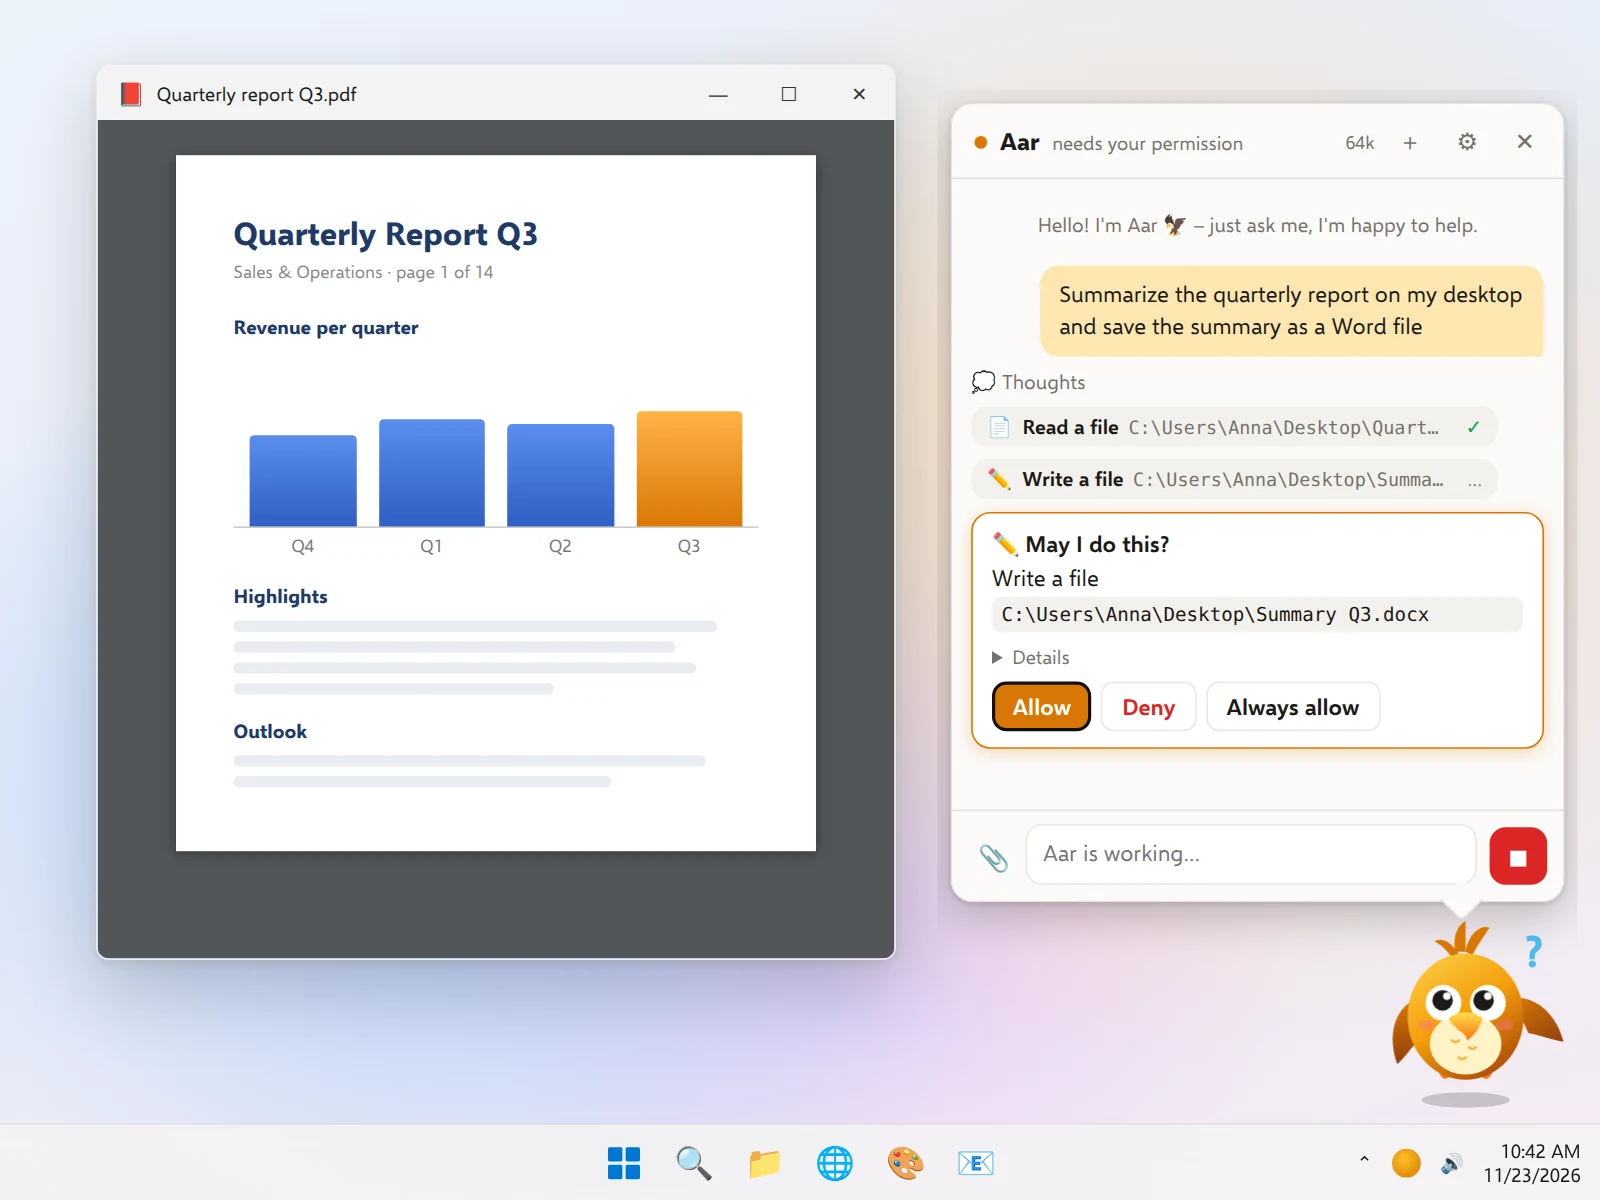 Quarterly report Q3.pdf
Quarterly Report Q3
Sales & Operations · page 1 of 14
Revenue per quarter
Q4 Q1 Q2 Q3
Highlights
Outlook
Aar needs your permission 64k
Hello! I'm Aar 🦅 – just ask me, I'm happy to help.
Summarize the quarterly report on my desktop
and save the summary as a Word file
Thoughts
Read a file C:\Users\Anna\Desktop\Quart… ✓
Write a file C:\Users\Anna\Desktop\Summa… …
May I do this?
Write a file
C:\Users\Anna\Desktop\Summary Q3.docx
Details
Allow Deny Always allow
Aar is working…
?
10:42 AM
11/23/2026